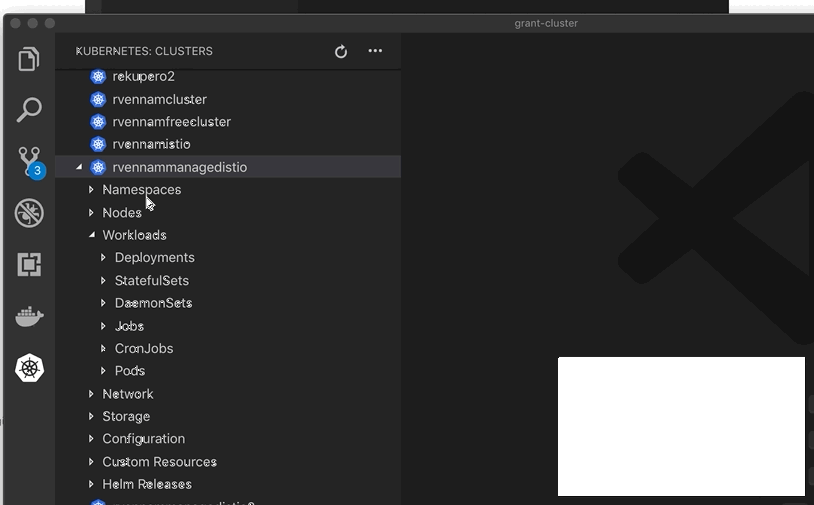 grant-cluster
KUBERNETES: CLUSTERS
rekupero2
rvennamcluster
rvennamfreecluster
rvennamistio
rvennammanagedistio
Namespaces
Nodes
3
Workloads
Deployments
StatefulSets
DaemonSets
Jobs
CronJobs
Pods
Network
Storage
Configuration
Custom Resources
Helm Releases